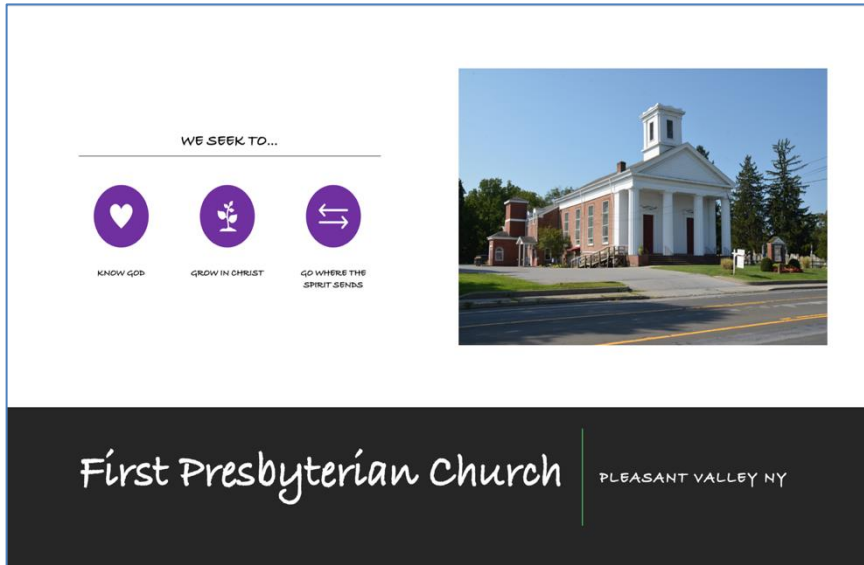 WE SEEK TO...
KNOW GOD
GROW IN CHRIST
GO WHERE THE
SPIRIT SENDS
First Presbyterian Church
PLEASANT VALLEY NY